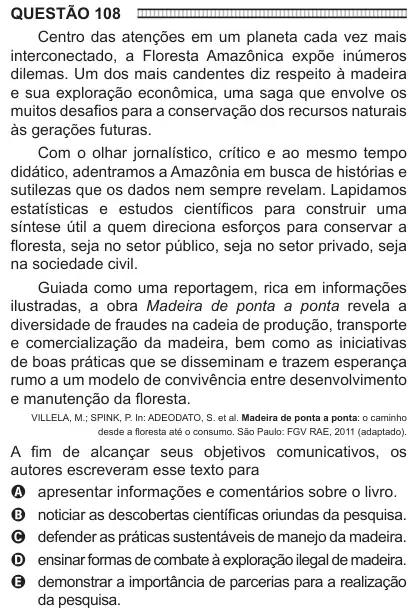 QUESTÃO 108
Centro das atenções em um planeta cada vez mais
interconectado, a Floresta Amazônica expõe inúmeros
dilemas. Um dos mais candentes diz respeito à madeira
e sua exploração econômica, uma saga que envolve os
muitos desafios para a conservação dos recursos naturais
às gerações futuras.
Com o olhar jornalístico, crítico e ao mesmo tempo
didático, adentramos a Amazônia em busca de histórias e
sutilezas que os dados nem sempre revelam. Lapidamos
estatísticas e estudos científicos para construir uma
síntese útil a quem direciona esforços para conservar a
floresta, seja no setor público, seja no setor privado, seja
na sociedade civil.
Guiada como uma reportagem, rica em informações
ilustradas, a obra Madeira de ponta a ponta revela a
diversidade de fraudes na cadeia de produção, transporte
e comercialização da madeira, bem como as iniciativas
de boas práticas que se disseminam e trazem esperança
rumo a um modelo de convivência entre desenvolvimento
e manutenção da floresta.
VILLELA, M.; SPINK, P. In: ADEODATO, S. et al. Madeira de ponta a ponta: o caminho
desde a floresta até o consumo. São Paulo: FGV RAE, 2011 (adaptado).
A fim de alcançar seus objetivos comunicativos, os
autores escreveram esse texto para
A apresentar informações e comentários sobre o livro.
B noticiar as descobertas científicas oriundas da pesquisa.
C defender as práticas sustentáveis de manejo da madeira.
D ensinar formas de combate à exploração ilegal de madeira.
E demonstrar a importância de parcerias para a realização
da pesquisa.